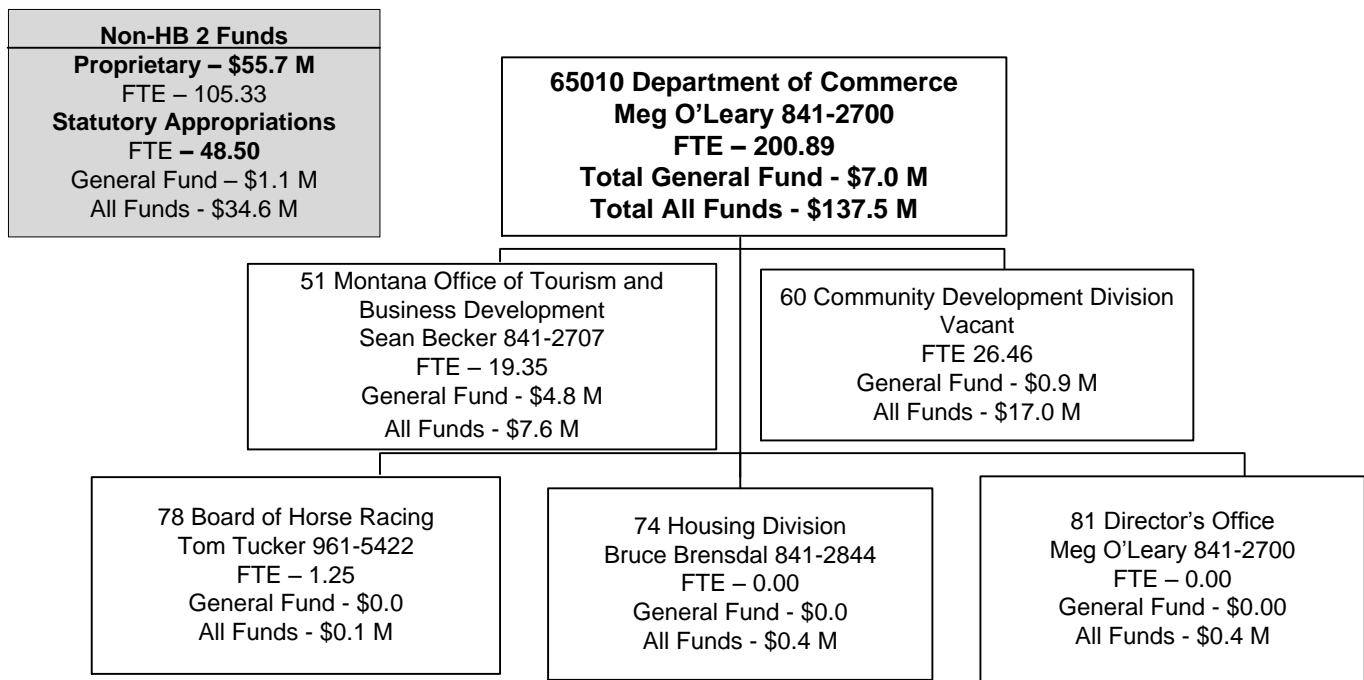 Non-HB 2 Funds
Proprietary – $55.7 M
FTE – 105.33
Statutory Appropriations
FTE – 48.50
General Fund – $1.1 M
All Funds - $34.6 M
65010 Department of Commerce
Meg O’Leary 841-2700
FTE – 200.89
Total General Fund - $7.0 M
Total All Funds - $137.5 M
51 Montana Office of Tourism and
Business Development
Sean Becker 841-2707
FTE – 19.35
General Fund - $4.8 M
All Funds - $7.6 M
60 Community Development Division
Vacant
FTE 26.46
General Fund - $0.9 M
All Funds - $17.0 M
78 Board of Horse Racing
Tom Tucker 961-5422
FTE – 1.25
General Fund - $0.0
All Funds - $0.1 M
74 Housing Division
Bruce Brensdal 841-2844
FTE – 0.00
General Fund - $0.0
All Funds - $0.4 M
81 Director’s Office
Meg O’Leary 841-2700
FTE – 0.00
General Fund - $0.00
All Funds - $0.4 M